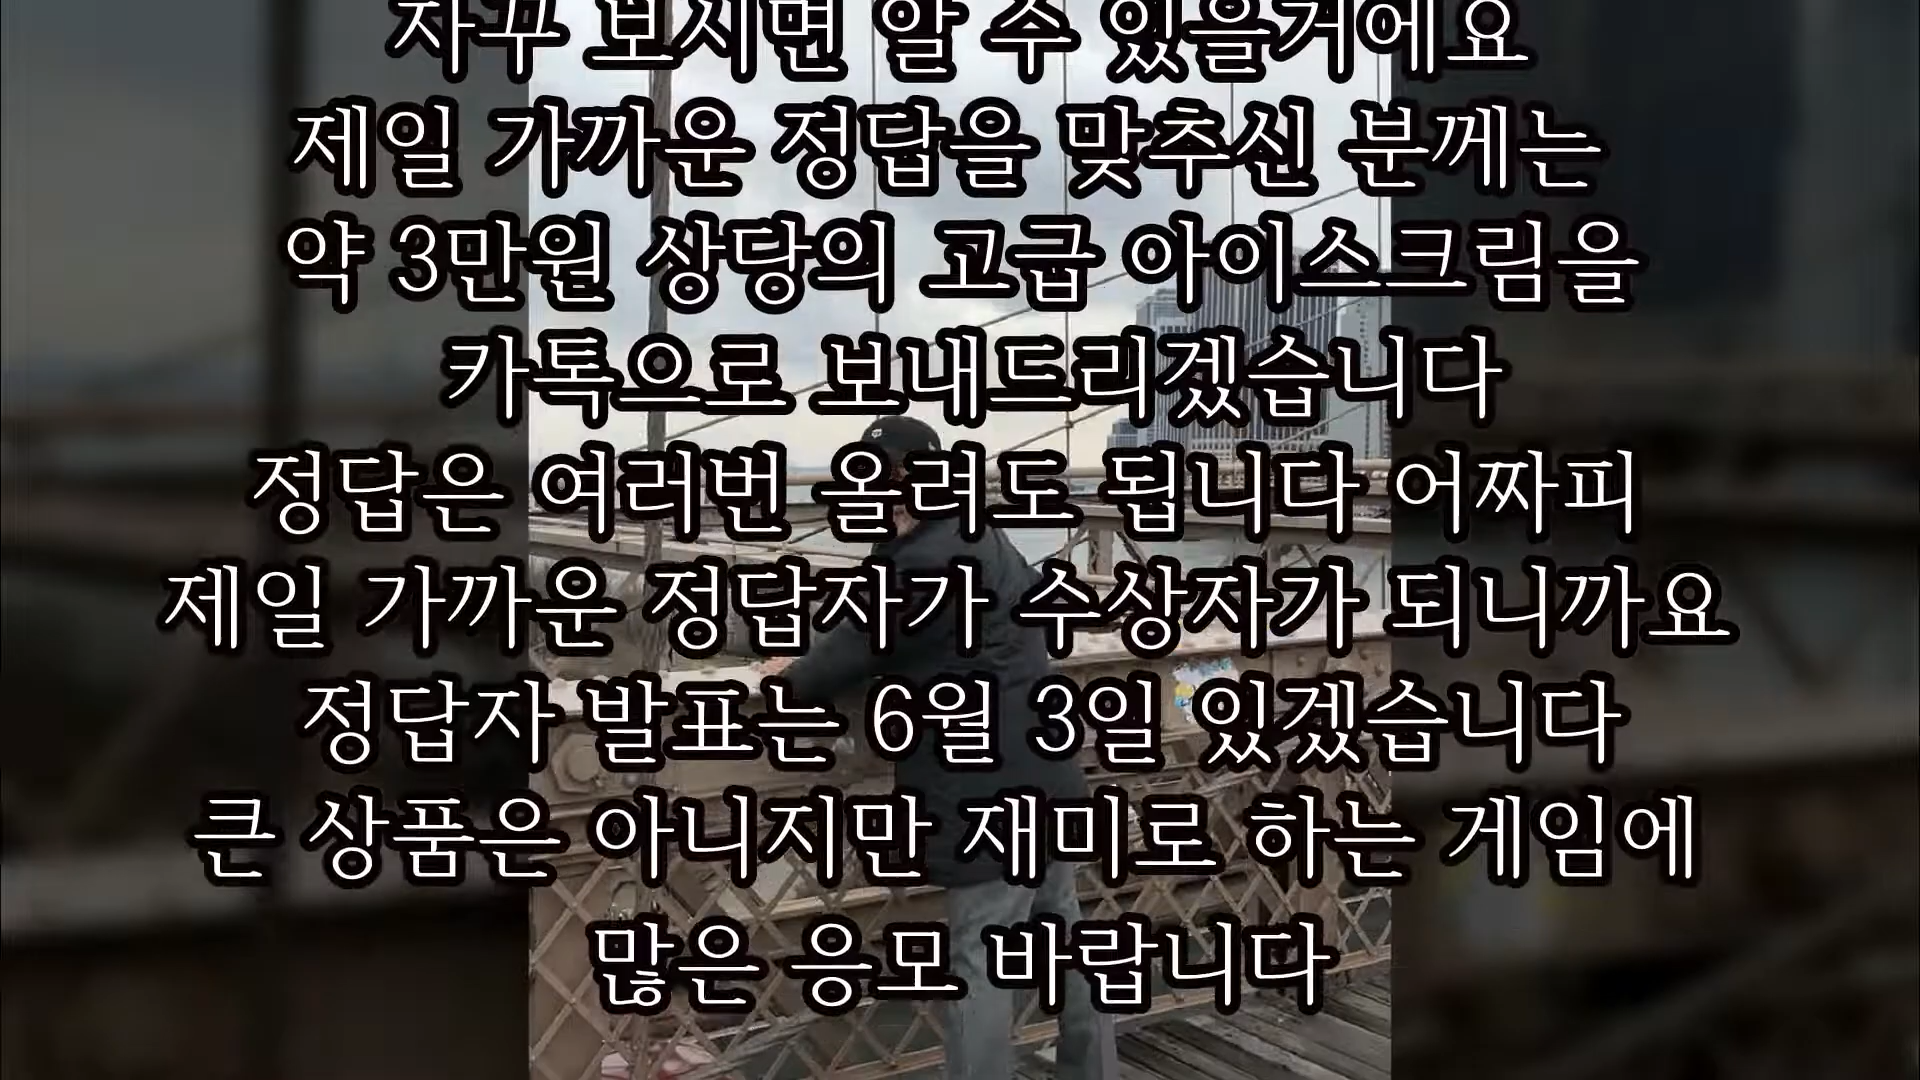 자꾸 보시면 알 수 있을거에요
제일 가까운 정답을 맞추신 분께는
약 3만원 상당의 고급 아이스크림을
카톡으로 보내드리겠습니다
정답은 여러번 올려도 됩니다 어짜피
제일 가까운 정답자가 수상자가 되니까요
정답자 발표는 6월 3일 있겠습니다
큰 상품은 아니지만 재미로 하는 게임에
많은 응모 바랍니다